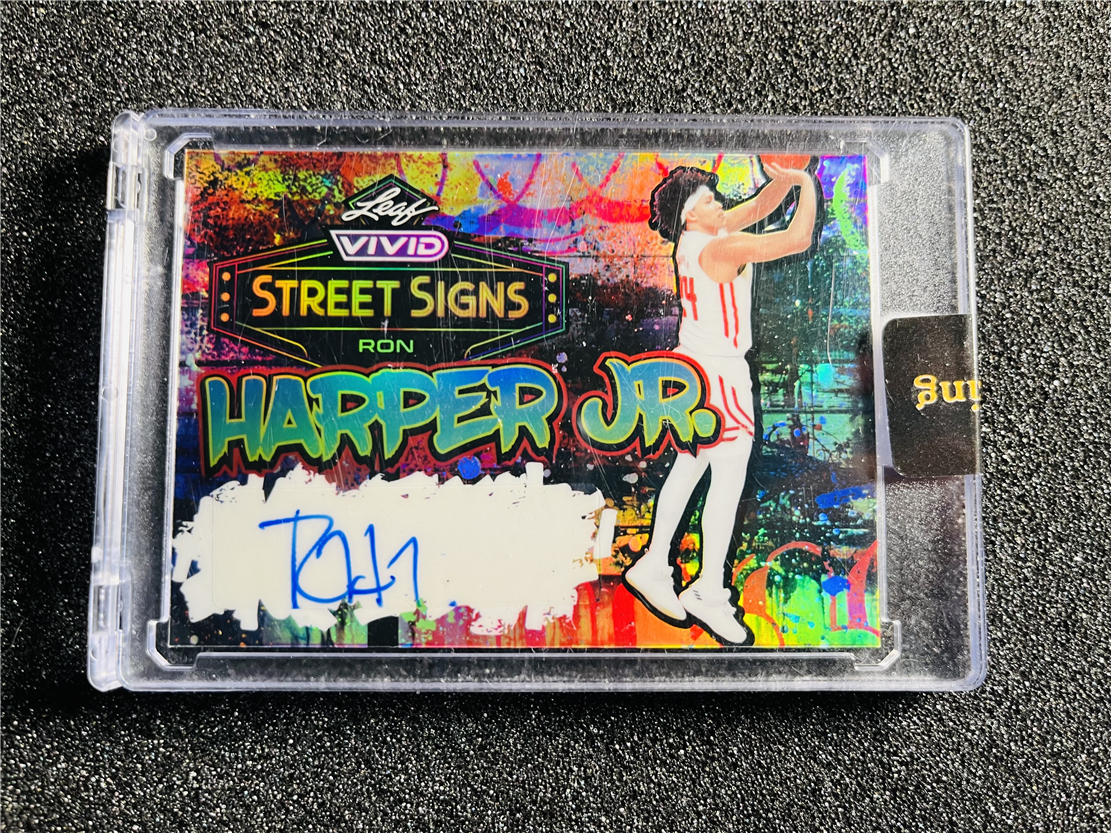 Leaf
VIVID
STREET SIGNS
RON
HARPER JR.